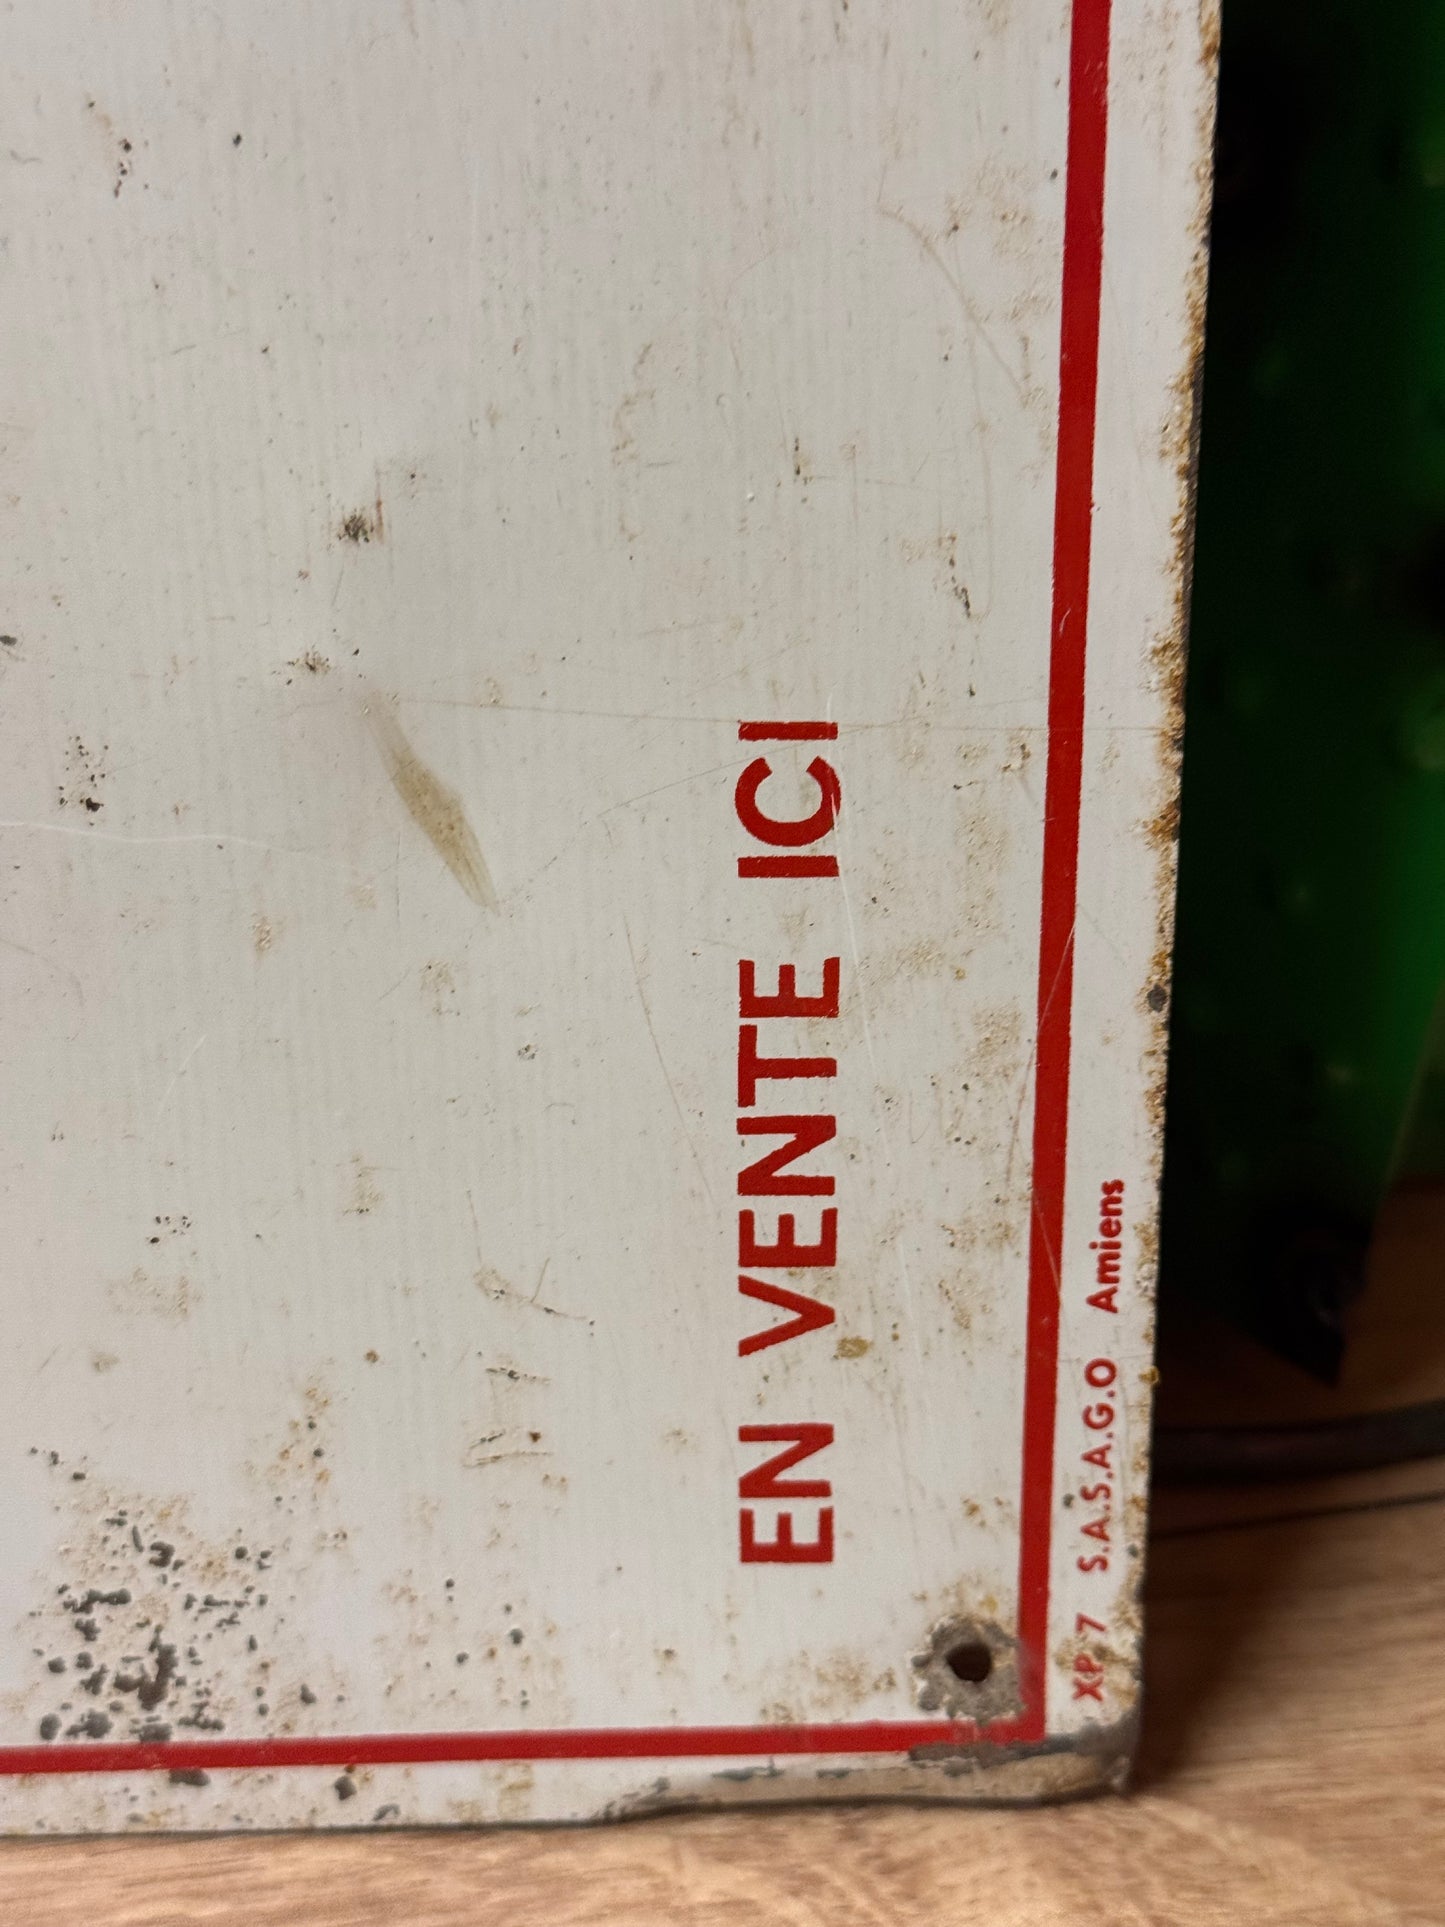 EN VENTE ICI
XP 7 S.A.S.A.G.O Amiens